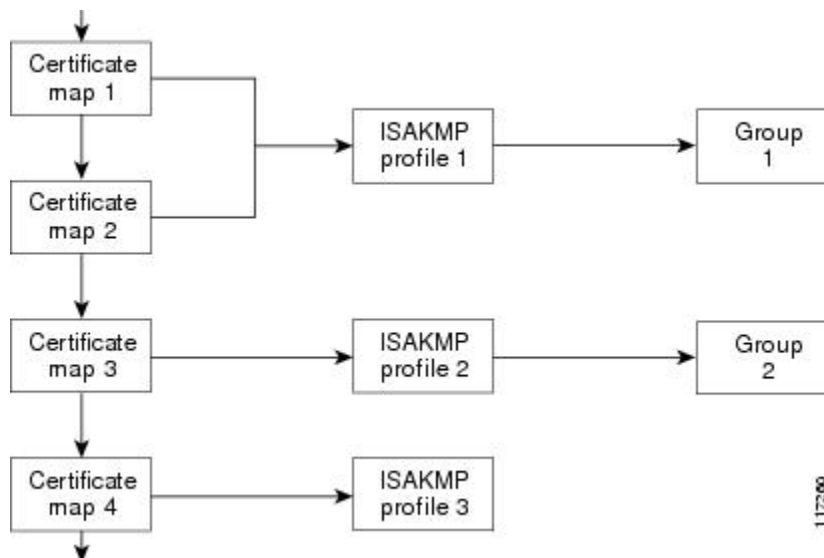 Certificate
map 1
ISAKMP
profile 1
Group
1
Certificate
map 2
Certificate
map 3
ISAKMP
profile 2
Group
2
Certificate
map 4
ISAKMP
profile 3
117269